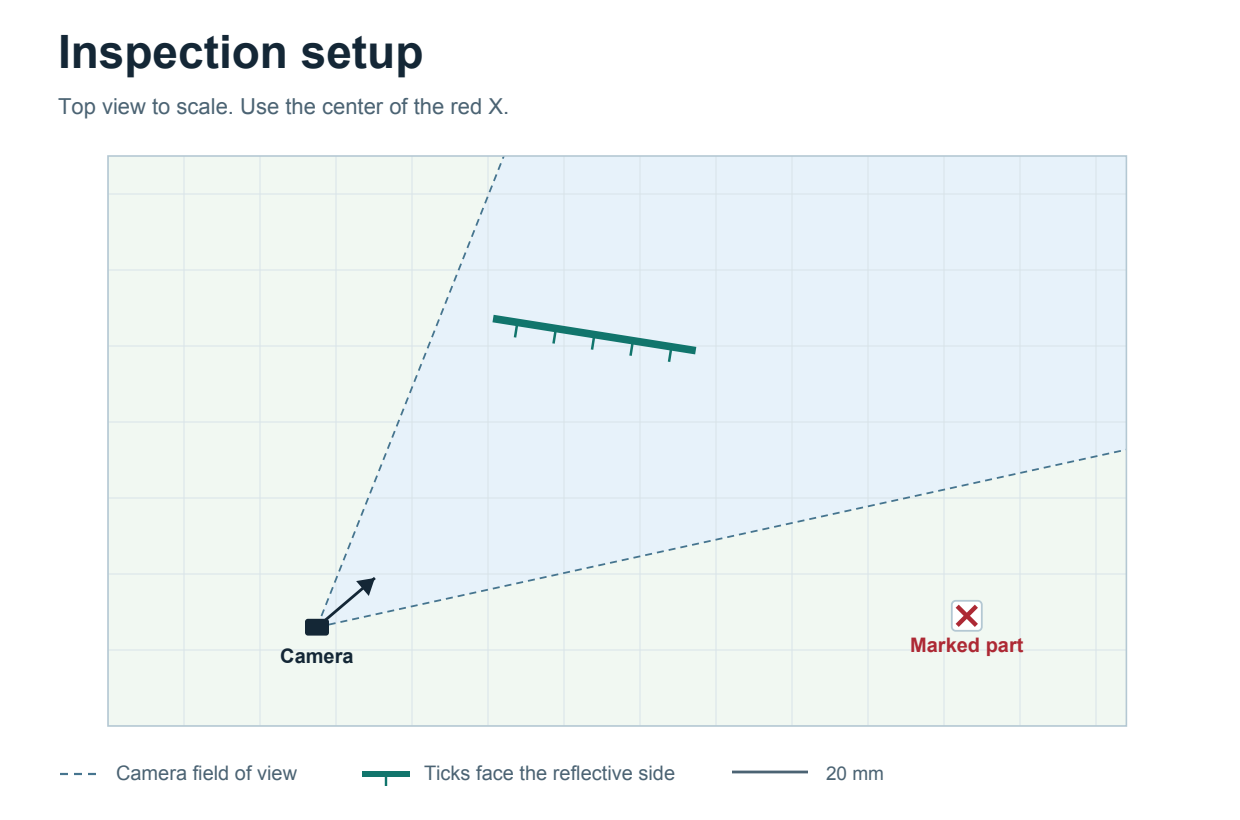 Inspection setup
Top view to scale. Use the center of the red X.
Camera
Marked part
Camera field of view
Ticks face the reflective side
20 mm